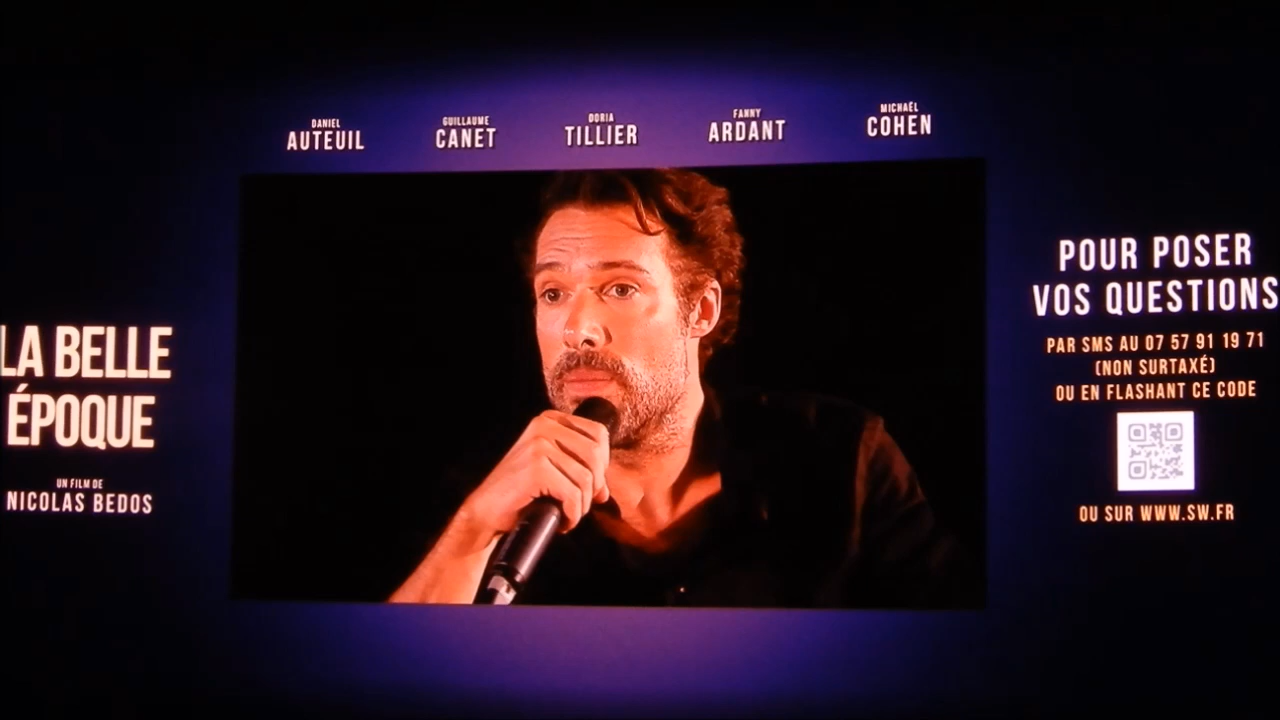 DANIEL
AUTEUIL
GUILLAUME
CANET
DORIA
TILLIER
FANNY
ARDANT
MICHAËL
COHEN
LA BELLE
ÉPOQUE
UN FILM DE
NICOLAS BEDOS
POUR POSER
VOS QUESTIONS
PAR SMS AU 07 57 91 19 71
(NON SURTAXÉ)
OU EN FLASHANT CE CODE
OU SUR WWW.SW.FR